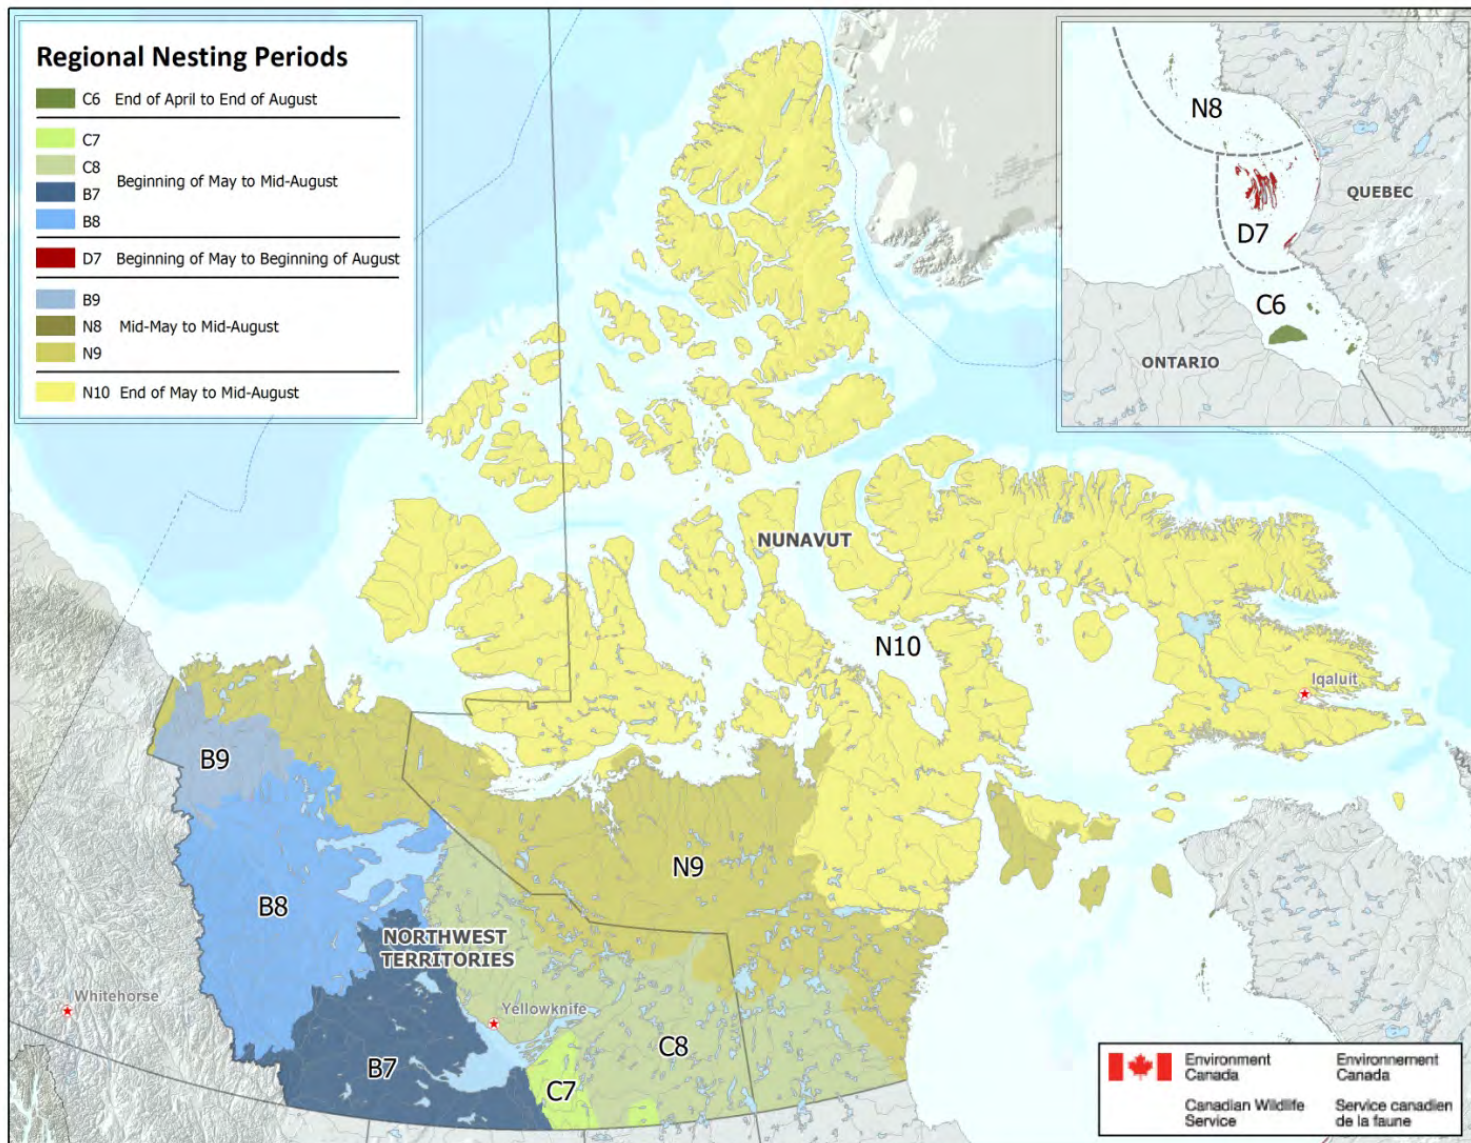 Regional Nesting Periods
C6 End of April to End of August
C7
C8
Beginning of May to Mid-August
B7
B8
D7 Beginning of May to Beginning of August
B9
N8 Mid-May to Mid-August
N9
N10 End of May to Mid-August
N8
QUEBEC
D7
C6
ONTARIO
NUNAVUT
N10
Iqaluit
B9
N9
B8
NORTHWEST
TERRITORIES
Whitehorse
Yellowknife
C8
B7
C7
Environment
Canada
Environnement
Canada
Canadian Wildlife
Service
Service canadien
de la faune